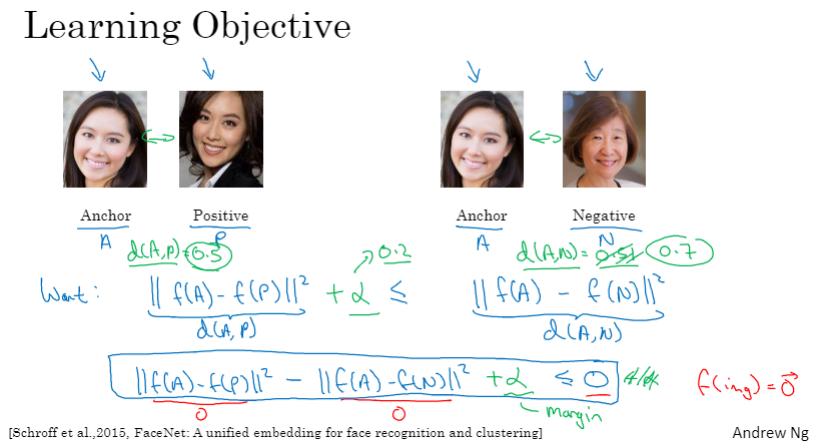 Learning Objective
Anchor Positive Anchor Negative
A P A N
d(A,P) = 0.5 0.2 d(A,N) = 0.51 0.7
Want: || f(A) - f(P) ||² + α ≤ || f(A) - f(N) ||²
d(A,P) d(A,N)
|| f(A) - f(P) ||² - || f(A) - f(N) ||² + α ≤ 0 f(img) = 0⃗
0 0 margin
[Schroff et al.,2015, FaceNet: A unified embedding for face recognition and clustering] Andrew Ng